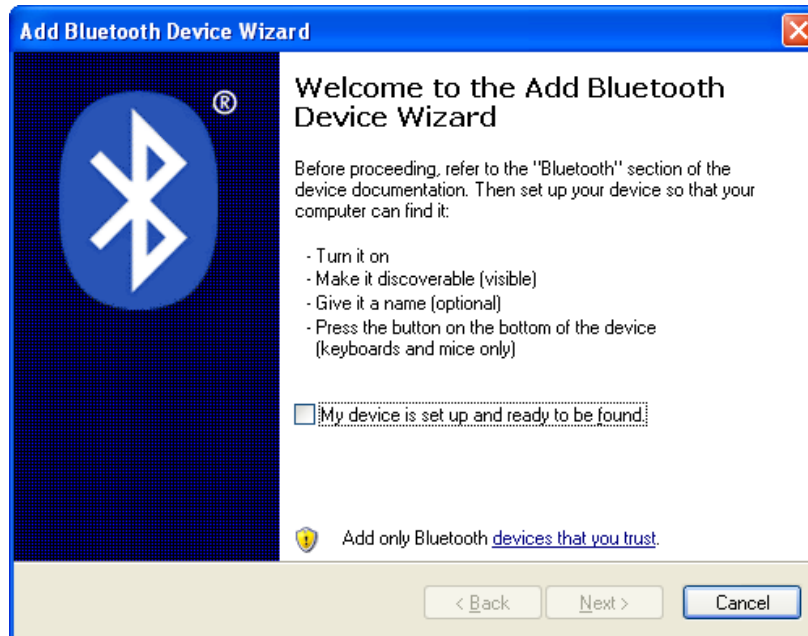 Add Bluetooth Device Wizard
®
Welcome to the Add Bluetooth
Device Wizard
Before proceeding, refer to the "Bluetooth" section of the
device documentation. Then set up your device so that your
computer can find it:
- Turn it on
- Make it discoverable (visible)
- Give it a name (optional)
- Press the button on the bottom of the device
(keyboards and mice only)
My device is set up and ready to be found.
Add only Bluetooth devices that you trust.
< Back Next > Cancel